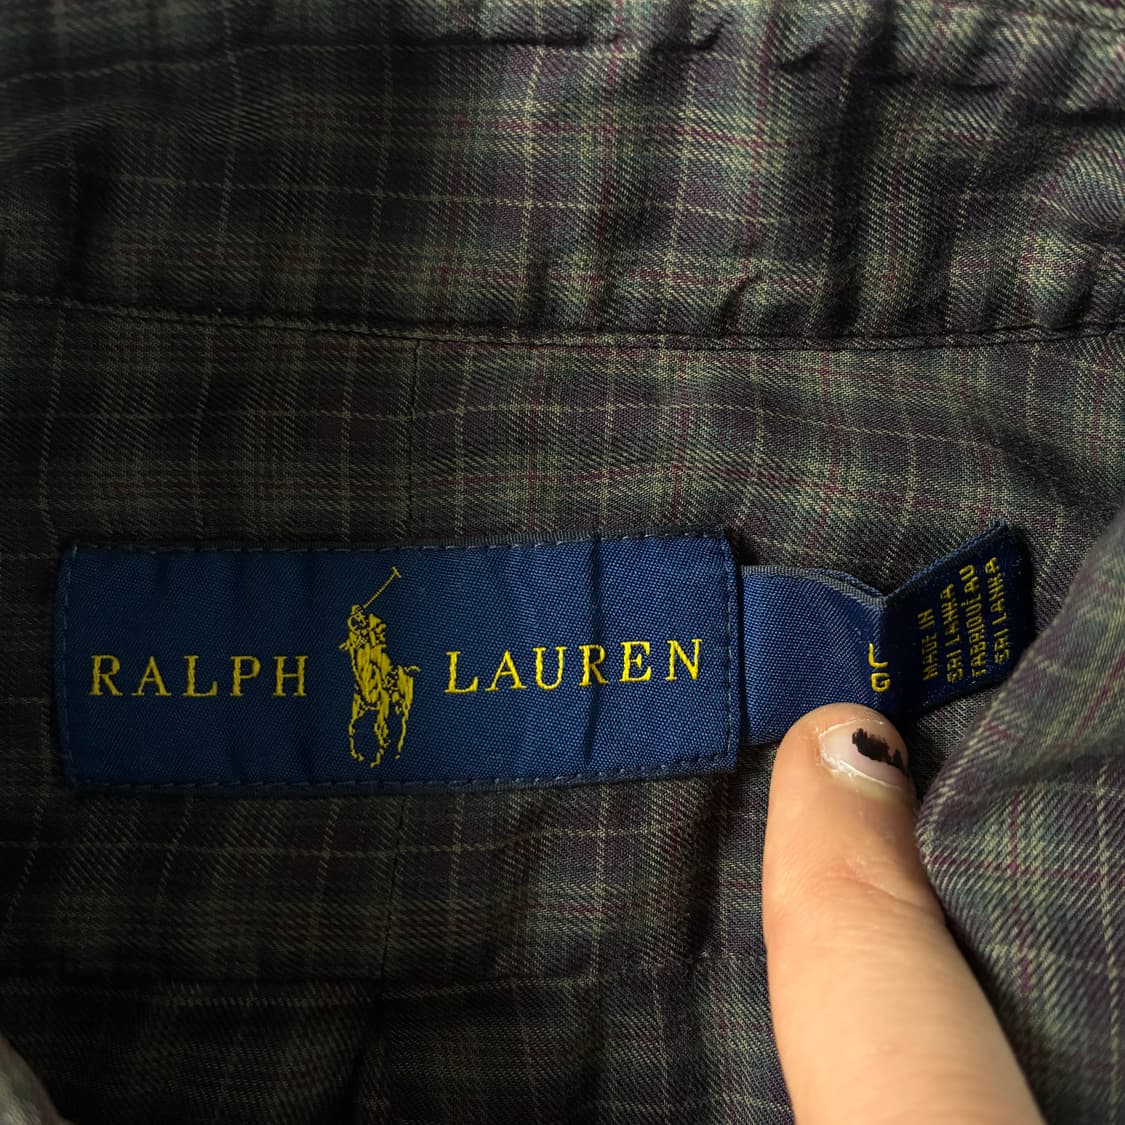 RALPH LAUREN
G/L
MADE IN
SRI LANKA
FABRIQUÉ AU
SRI LANKA